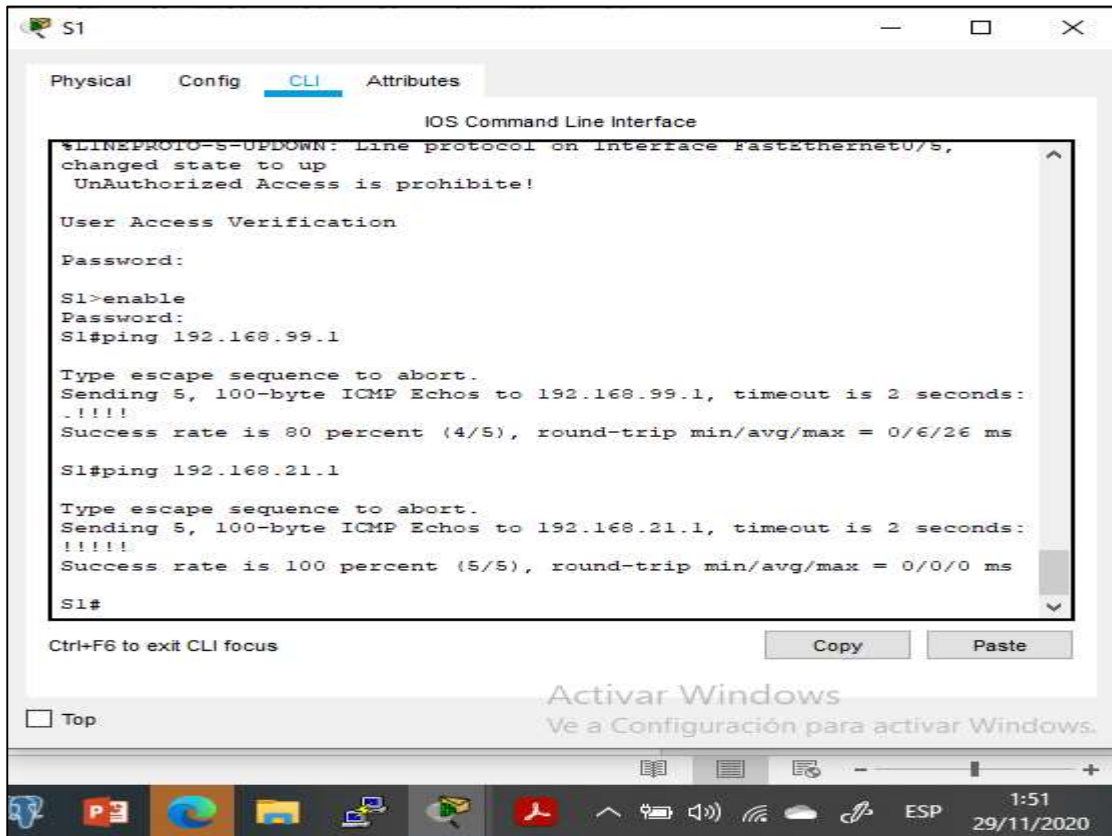 S1
Physical Config CLI Attributes
IOS Command Line Interface
%LINEPROTO-5-UPDOWN: Line protocol on Interface FastEthernet0/5,
changed state to up
UnAuthorized Access is prohibite!
User Access Verification
Password:
S1>enable
Password:
S1#ping 192.168.99.1
Type escape sequence to abort.
Sending 5, 100-byte ICMP Echos to 192.168.99.1, timeout is 2 seconds:
.!!!!
Success rate is 80 percent (4/5), round-trip min/avg/max = 0/6/26 ms
S1#ping 192.168.21.1
Type escape sequence to abort.
Sending 5, 100-byte ICMP Echos to 192.168.21.1, timeout is 2 seconds:
!!!!!
Success rate is 100 percent (5/5), round-trip min/avg/max = 0/0/0 ms
S1#
Ctrl+F6 to exit CLI focus
Copy Paste
Activar Windows
Top
Ve a Configuración para activar Windows.
ESP
1:51
29/11/2020